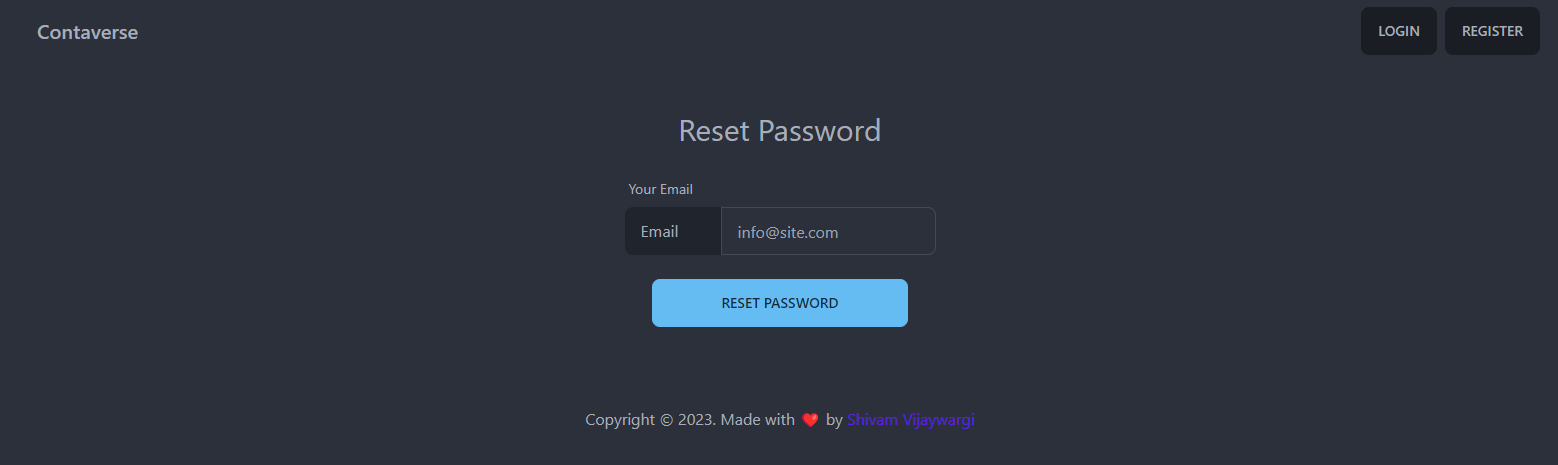 Contaverse
LOGIN REGISTER
Reset Password
Your Email
Email info@site.com
RESET PASSWORD
Copyright © 2023. Made with ❤️ by Shivam Vijaywargi